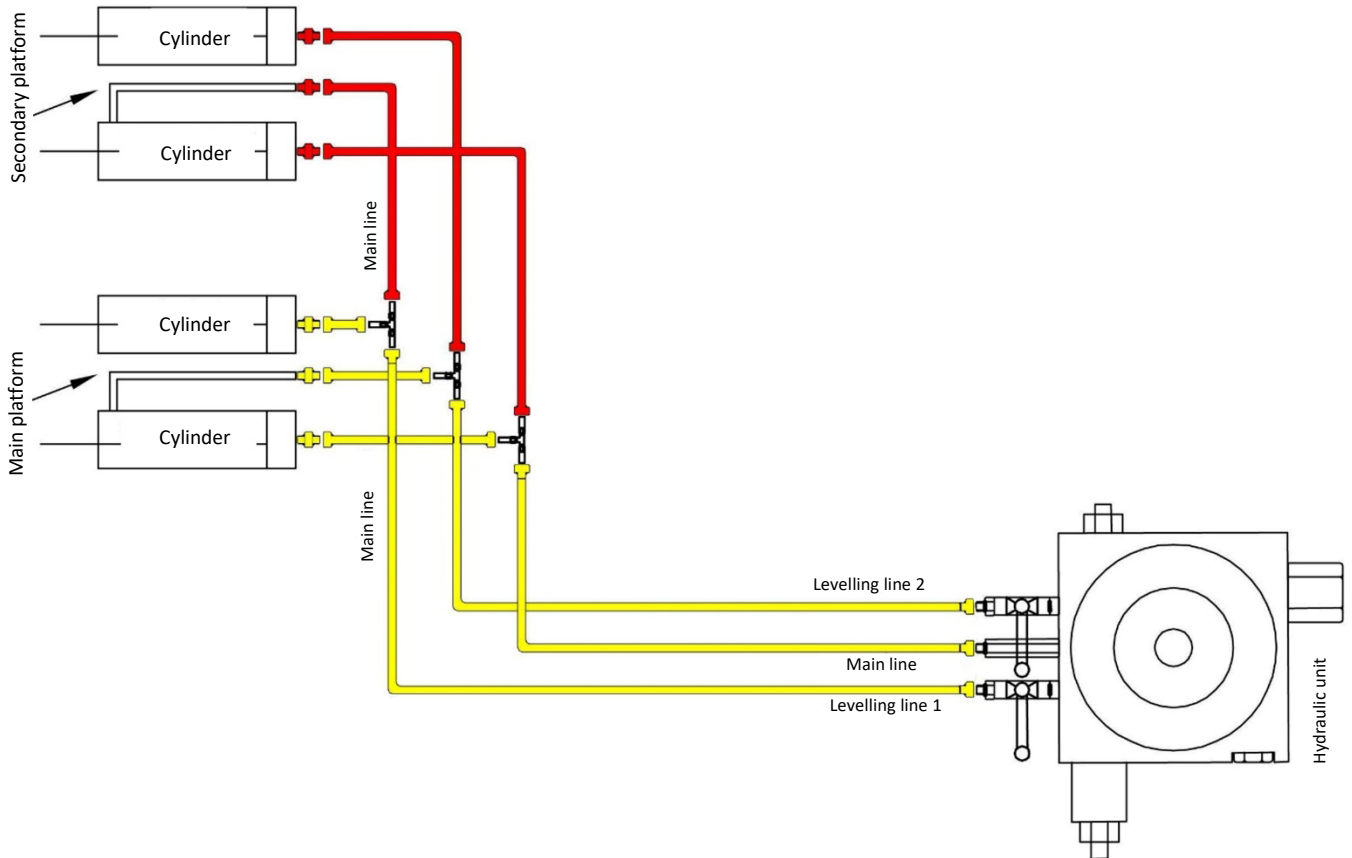 Secondary platform
Cylinder
Cylinder
Main line
Main platform
Cylinder
Cylinder
Main line
Levelling line 2
Main line
Levelling line 1
Hydraulic unit